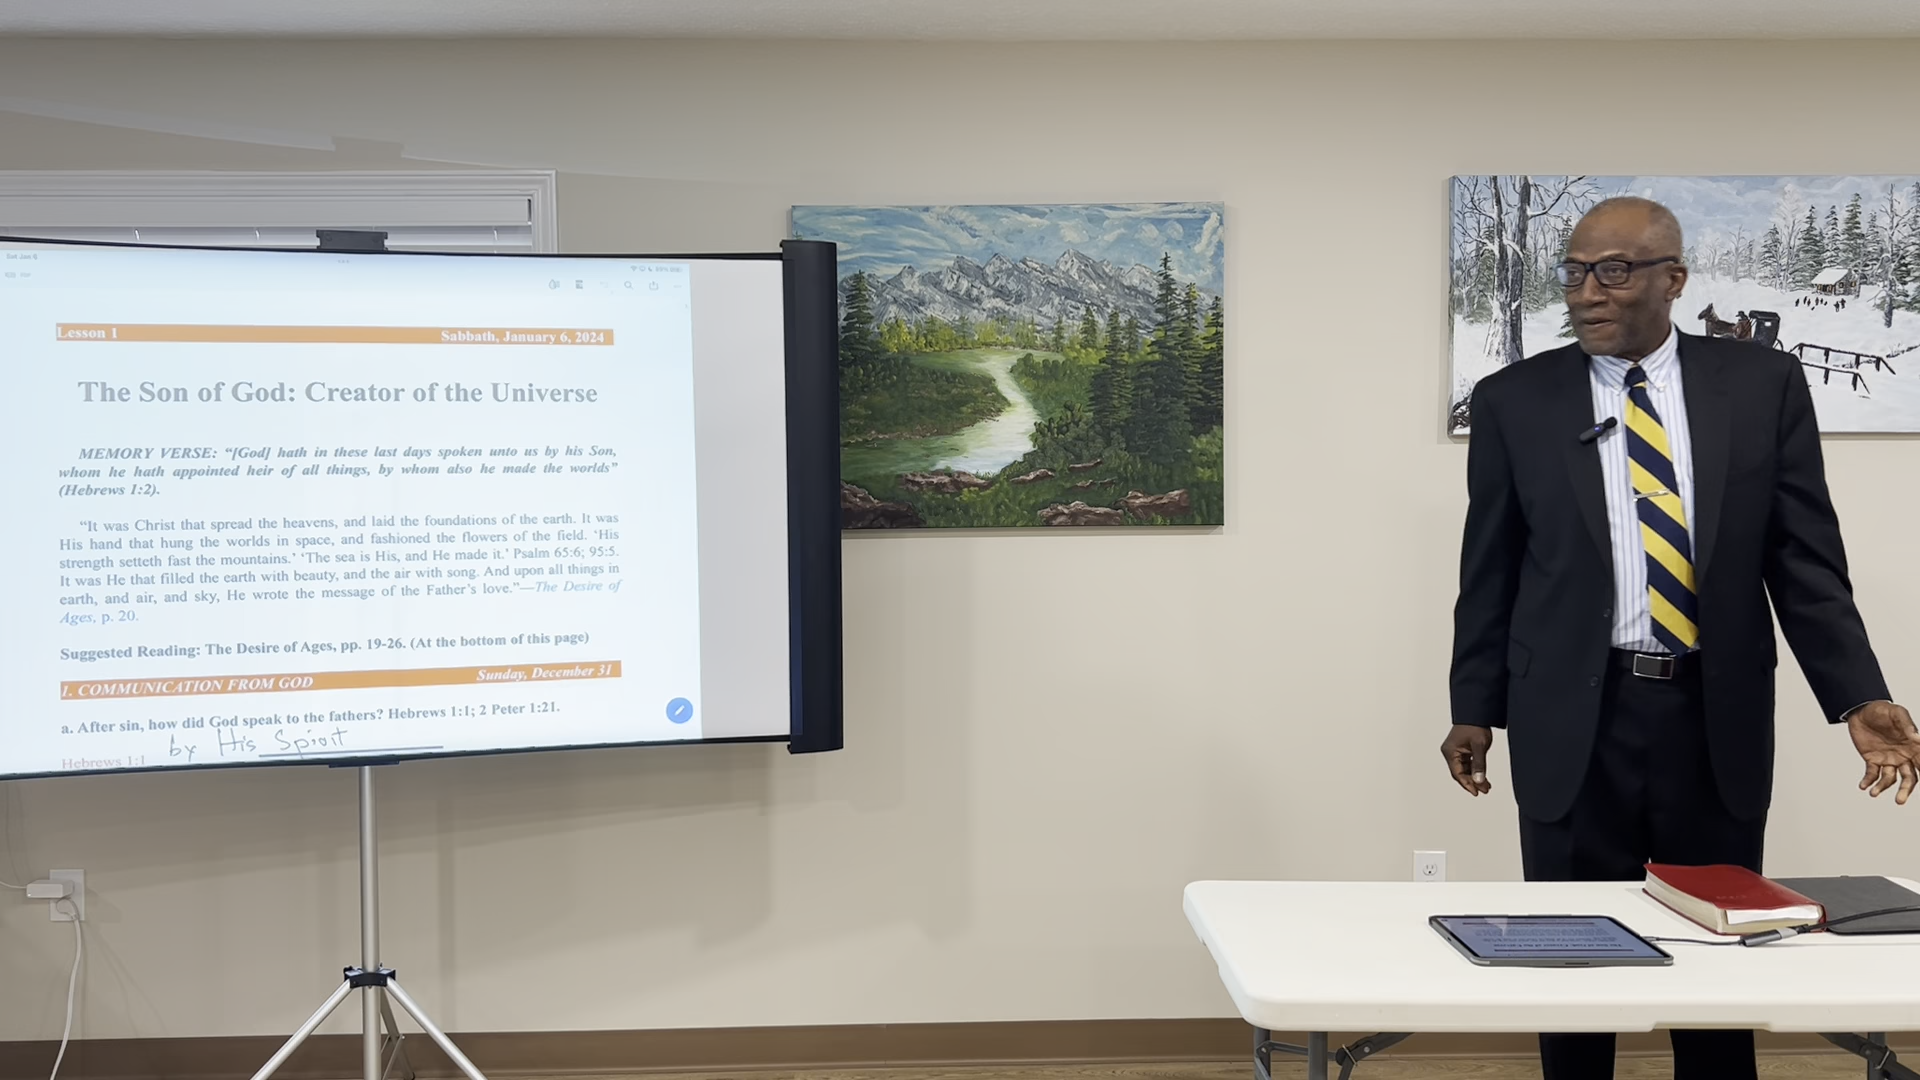 Sat Jan 6
PDF
Lesson 1 Sabbath, January 6, 2024
The Son of God: Creator of the Universe
MEMORY VERSE: “[God] hath in these last days spoken unto us by his Son,
whom he hath appointed heir of all things, by whom also he made the worlds”
(Hebrews 1:2).
“It was Christ that spread the heavens, and laid the foundations of the earth. It was
His hand that hung the worlds in space, and fashioned the flowers of the field. ‘His
strength setteth fast the mountains.’ ‘The sea is His, and He made it.’ Psalm 65:6; 95:5.
It was He that filled the earth with beauty, and the air with song. And upon all things in
earth, and air, and sky, He wrote the message of the Father’s love.”—The Desire of
Ages, p. 20.
Suggested Reading: The Desire of Ages, pp. 19-26. (At the bottom of this page)
1. COMMUNICATION FROM GOD Sunday, December 31
a. After sin, how did God speak to the fathers? Hebrews 1:1; 2 Peter 1:21.
by His Spirit
Hebrews 1:1